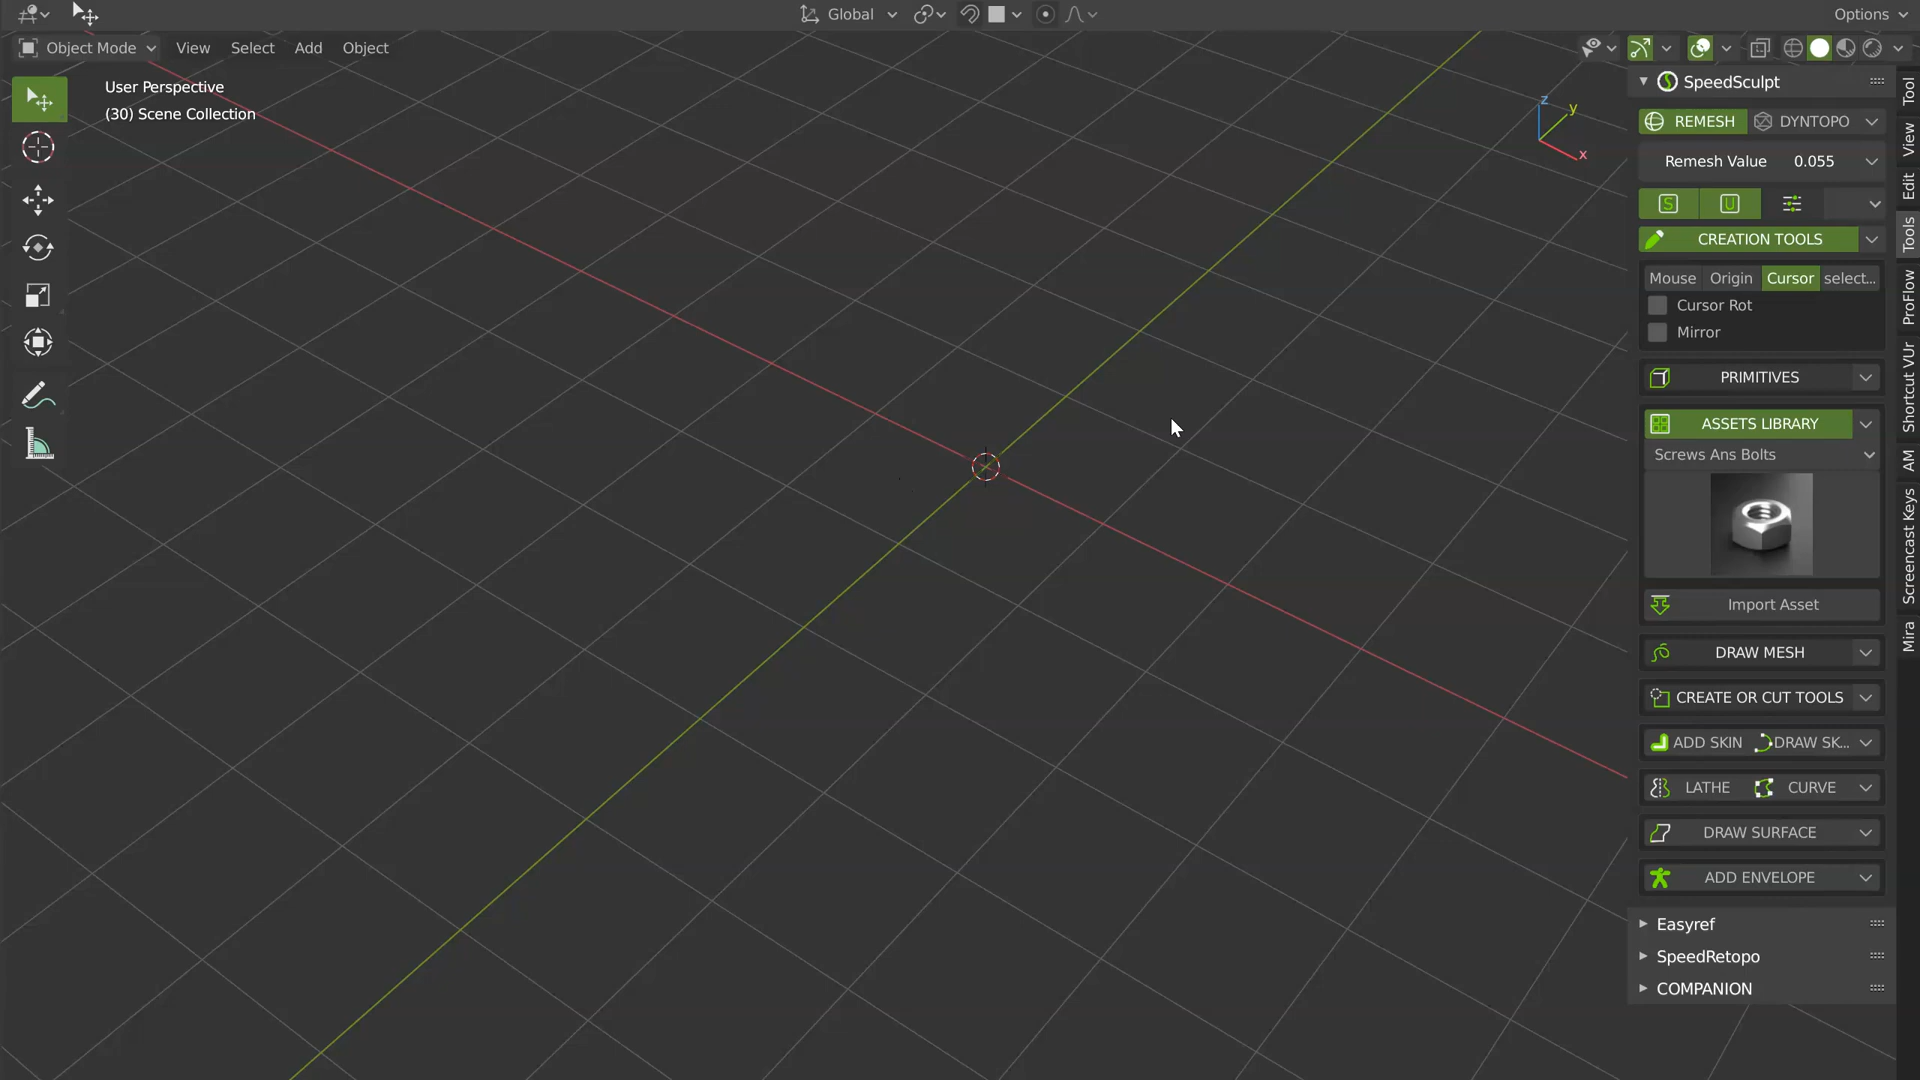 Global
Options
Object Mode
View
Select
Add
Object
User Perspective
(30) Scene Collection
z
y
x
SpeedSculpt
REMESH
DYNTOPO
Remesh Value
0.055
S
U
CREATION TOOLS
Mouse
Origin
Cursor
select...
Cursor Rot
Mirror
PRIMITIVES
ASSETS LIBRARY
Screws Ans Bolts
Import Asset
DRAW MESH
CREATE OR CUT TOOLS
ADD SKIN
DRAW SK...
LATHE
CURVE
DRAW SURFACE
ADD ENVELOPE
Easyref
SpeedRetopo
COMPANION
Tool
View
Edit
Tools
ProFlow
Shortcut VUr
AM
Screencast Keys
Mira